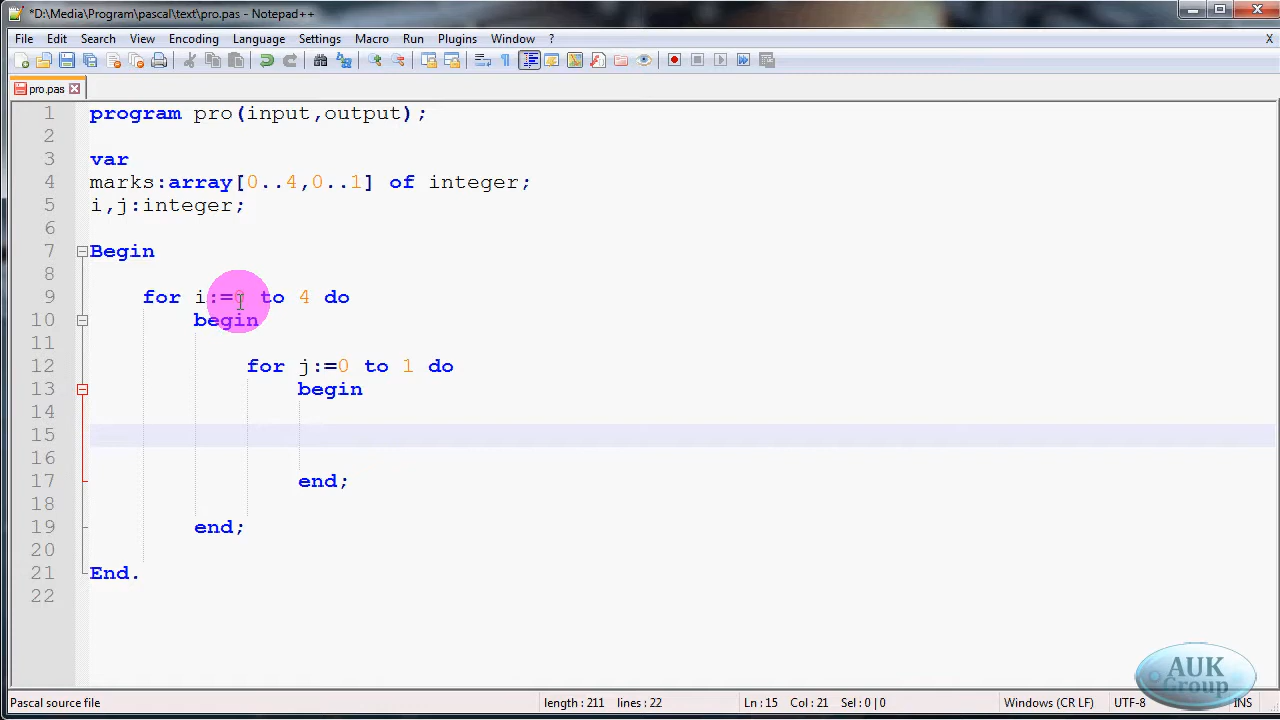 *D:\Media\Program\pascal\text\pro.pas - Notepad++
File Edit Search View Encoding Language Settings Macro Run Plugins Window ? X
pro.pas
1 program pro(input,output);
2
3 var
4 marks:array[0..4,0..1] of integer;
5 i,j:integer;
6
7 Begin
8
9 for i:=0 to 4 do
10 begin
11
12 for j:=0 to 1 do
13 begin
14
15
16
17 end;
18
19 end;
20
21 End.
22
AUK
Group
Pascal source file length : 211 lines : 22 Ln : 15 Col : 21 Sel : 0 | 0 Windows (CR LF) UTF-8 INS